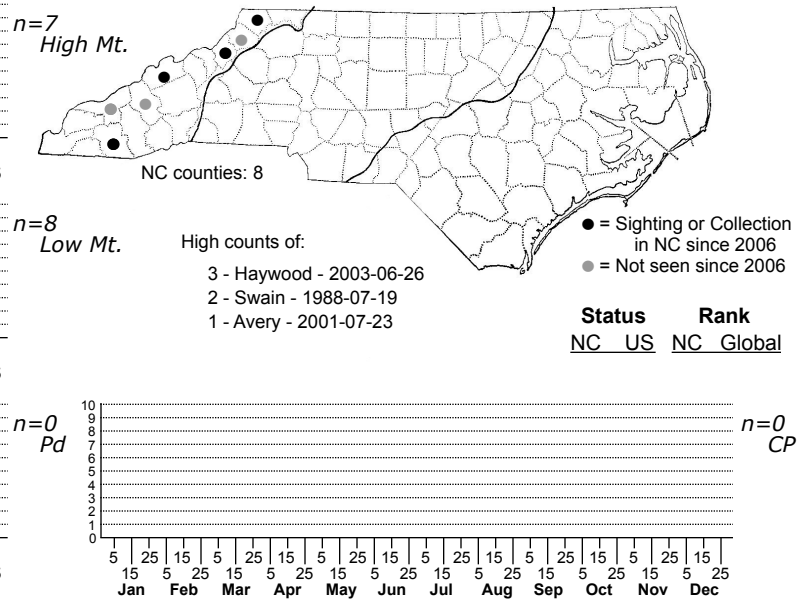 n=7
High Mt.
NC counties: 8
n=8
Low Mt.
High counts of:
3 - Haywood - 2003-06-26
2 - Swain - 1988-07-19
1 - Avery - 2001-07-23
= Sighting or Collection
in NC since 2006
= Not seen since 2006
Status Rank
NC US NC Global
n=0
Pd
n=0
CP
10
9
8
7
6
5
4
3
2
1
0
5 25 15 5 25 15 5 25 15 5 25 15 5 25 15 5 25 15
15 5 25 15 5 25 15 5 25 15 5 25 15 5 25 15 5 25
Jan Feb Mar Apr May Jun Jul Aug Sep Oct Nov Dec